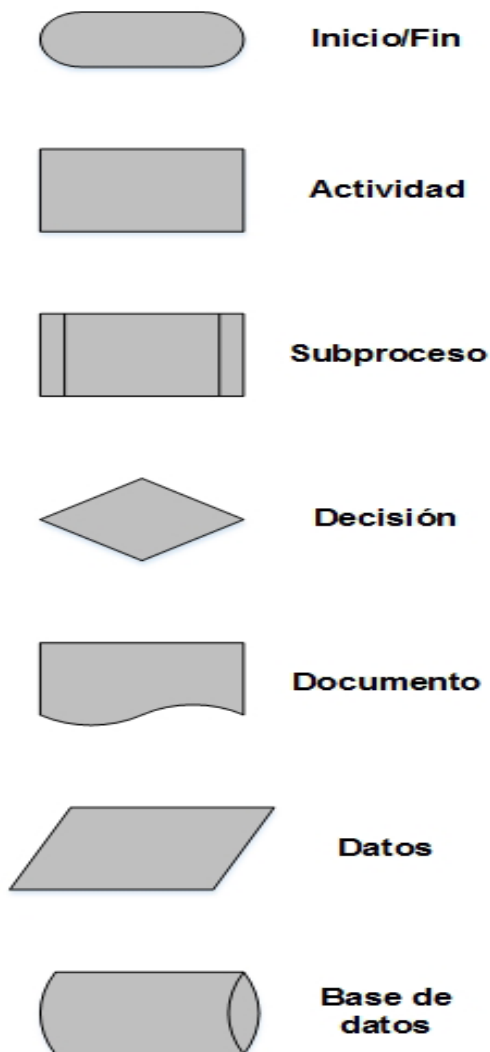 Inicio/Fin
Actividad
Subproceso
Decisión
Documento
Datos
Base de
datos